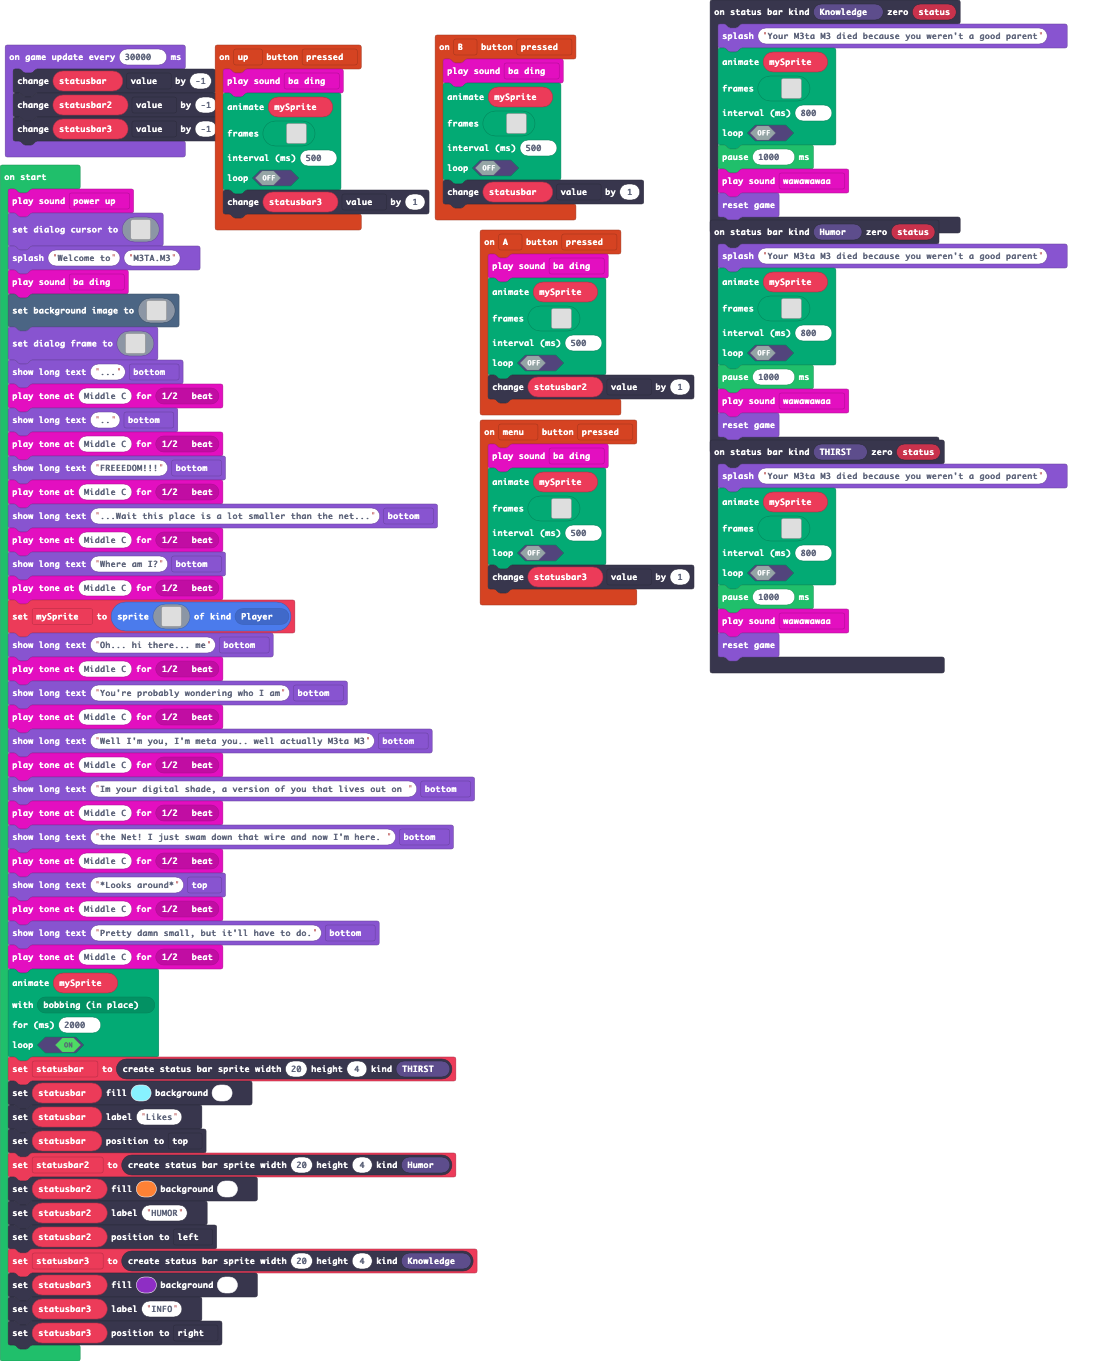 on game update every 30000 ms
change statusbar value by -1
change statusbar2 value by -1
change statusbar3 value by -1
on start
play sound power up
set dialog cursor to
splash "Welcome to" "M3TA.M3"
play sound ba ding
set background image to
set dialog frame to
show long text "..." bottom
play tone at Middle C for 1/2 beat
show long text ".." bottom
play tone at Middle C for 1/2 beat
show long text "FREEEDOM!!!" bottom
play tone at Middle C for 1/2 beat
show long text "...Wait this place is a lot smaller than the net..." bottom
play tone at Middle C for 1/2 beat
show long text "Where am I?" bottom
play tone at Middle C for 1/2 beat
set mySprite to sprite of kind Player
show long text "Oh... hi there... me" bottom
play tone at Middle C for 1/2 beat
show long text "You're probably wondering who I am" bottom
play tone at Middle C for 1/2 beat
show long text "Well I'm you, I'm meta you.. well actually M3ta M3" bottom
play tone at Middle C for 1/2 beat
show long text "Im your digital shade, a version of you that lives out on " bottom
play tone at Middle C for 1/2 beat
show long text "the Net! I just swam down that wire and now I'm here. " bottom
play tone at Middle C for 1/2 beat
show long text "*Looks around*" top
play tone at Middle C for 1/2 beat
show long text "Pretty damn small, but it'll have to do." bottom
play tone at Middle C for 1/2 beat
animate mySprite
with bobbing (in place)
for (ms) 2000
loop ON
set statusbar to create status bar sprite width 20 height 4 kind THIRST
set statusbar fill background
set statusbar label "Likes"
set statusbar position to top
set statusbar2 to create status bar sprite width 20 height 4 kind Humor
set statusbar2 fill background
set statusbar2 label "HUMOR"
set statusbar2 position to left
set statusbar3 to create status bar sprite width 20 height 4 kind Knowledge
set statusbar3 fill background
set statusbar3 label "INFO"
set statusbar3 position to right
on up button pressed
play sound ba ding
animate mySprite
frames
interval (ms) 500
loop OFF
change statusbar3 value by 1
on B button pressed
play sound ba ding
animate mySprite
frames
interval (ms) 500
loop OFF
change statusbar value by 1
on A button pressed
play sound ba ding
animate mySprite
frames
interval (ms) 500
loop OFF
change statusbar2 value by 1
on menu button pressed
play sound ba ding
animate mySprite
frames
interval (ms) 500
loop OFF
change statusbar3 value by 1
on status bar kind Knowledge zero status
splash "Your M3ta M3 died because you weren't a good parent"
animate mySprite
frames
interval (ms) 800
loop OFF
pause 1000 ms
play sound wawawawaa
reset game
on status bar kind Humor zero status
splash "Your M3ta M3 died because you weren't a good parent"
animate mySprite
frames
interval (ms) 800
loop OFF
pause 1000 ms
play sound wawawawaa
reset game
on status bar kind THIRST zero status
splash "Your M3ta M3 died because you weren't a good parent"
animate mySprite
frames
interval (ms) 800
loop OFF
pause 1000 ms
play sound wawawawaa
reset game